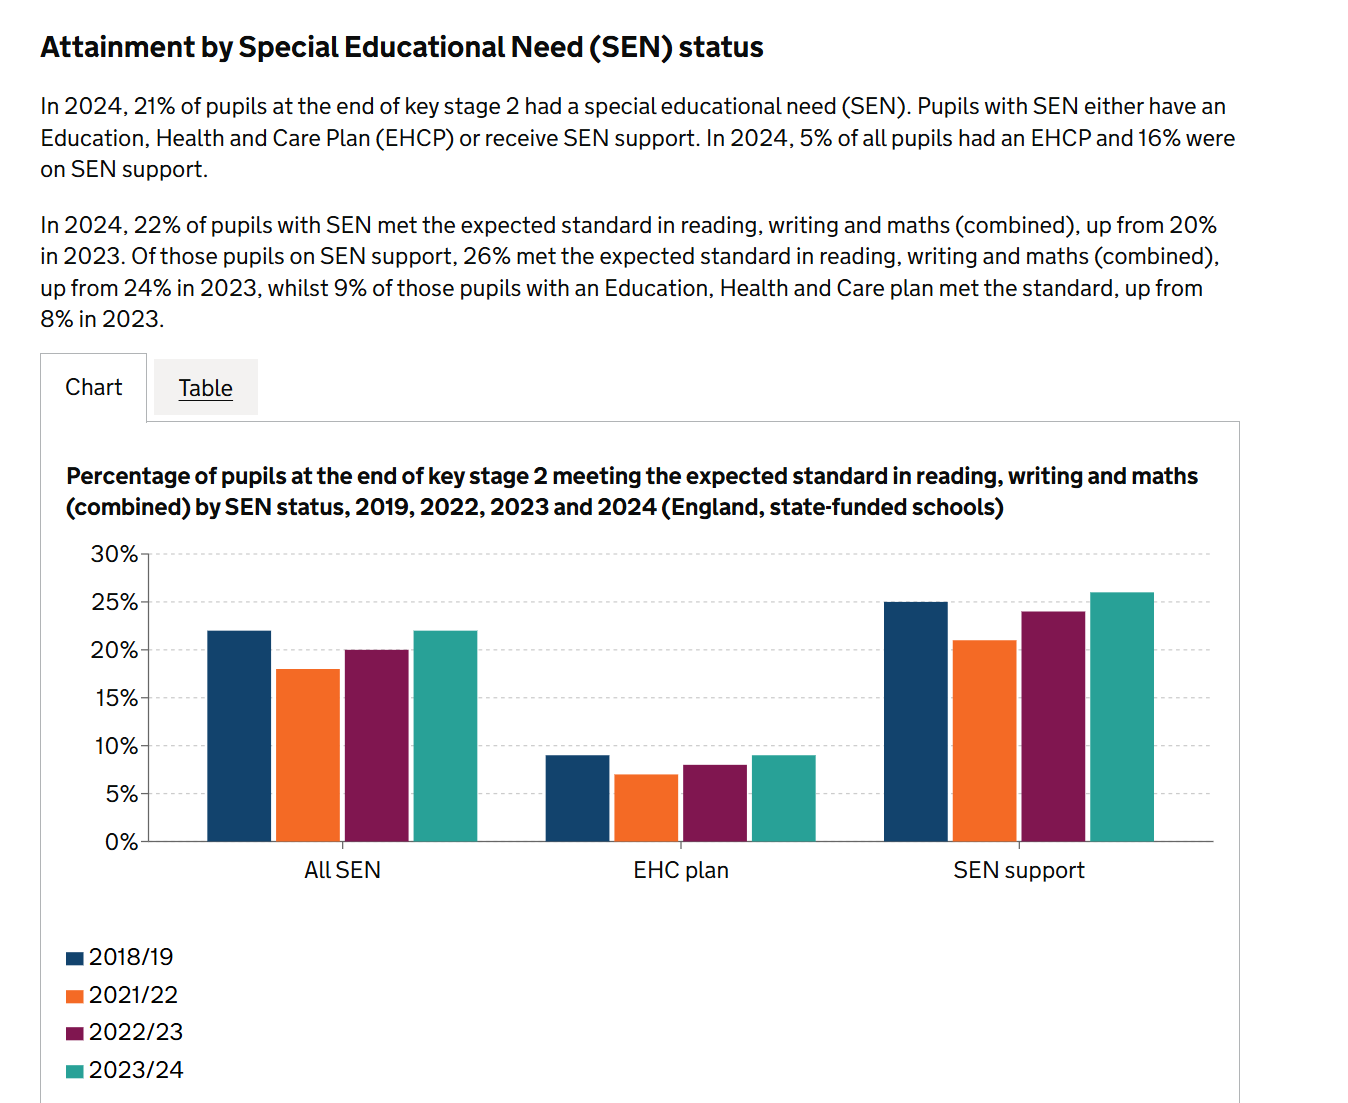 Attainment by Special Educational Need (SEN) status
In 2024, 21% of pupils at the end of key stage 2 had a special educational need (SEN). Pupils with SEN either have an
Education, Health and Care Plan (EHCP) or receive SEN support. In 2024, 5% of all pupils had an EHCP and 16% were
on SEN support.
In 2024, 22% of pupils with SEN met the expected standard in reading, writing and maths (combined), up from 20%
in 2023. Of those pupils on SEN support, 26% met the expected standard in reading, writing and maths (combined),
up from 24% in 2023, whilst 9% of those pupils with an Education, Health and Care plan met the standard, up from
8% in 2023.
Chart Table
Percentage of pupils at the end of key stage 2 meeting the expected standard in reading, writing and maths
(combined) by SEN status, 2019, 2022, 2023 and 2024 (England, state-funded schools)
30%
25%
20%
15%
10%
5%
0%
All SEN EHC plan SEN support
2018/19
2021/22
2022/23
2023/24